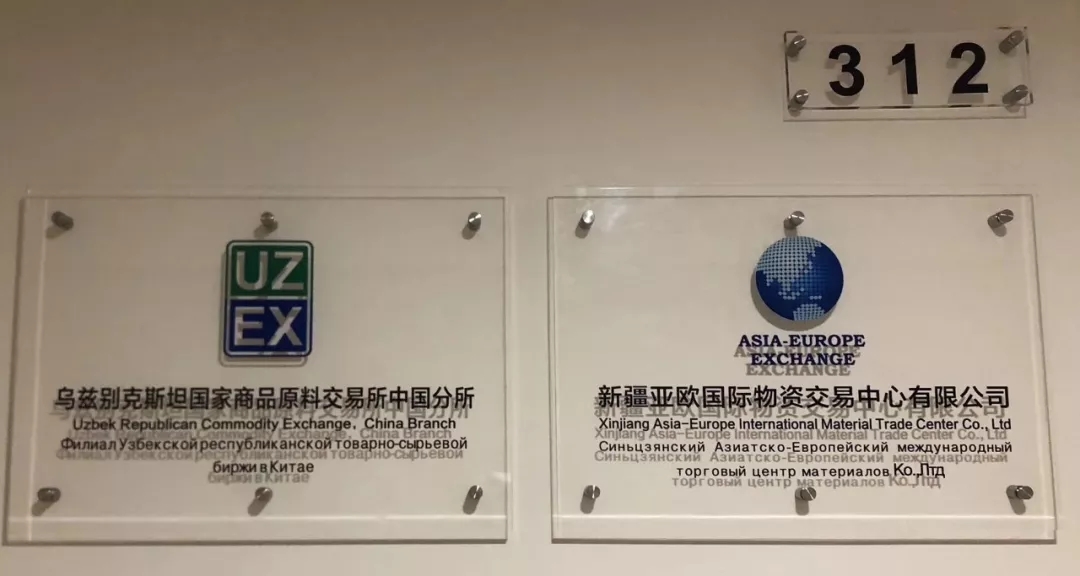 312
UZ
EX
乌兹别克斯坦国家商品原料交易所中国分所
Uzbek Republican Commodity Exchange, China Branch
Филиал Узбекской республиканской товарно-сырьевой
биржи в Китае
ASIA-EUROPE
EXCHANGE
新疆亚欧国际物资交易中心有限公司
Xinjiang Asia-Europe International Material Trade Center Co., Ltd
Синьцзянский Азиатско-Европейский международный
торговый центр материалов Ко.,Лтд